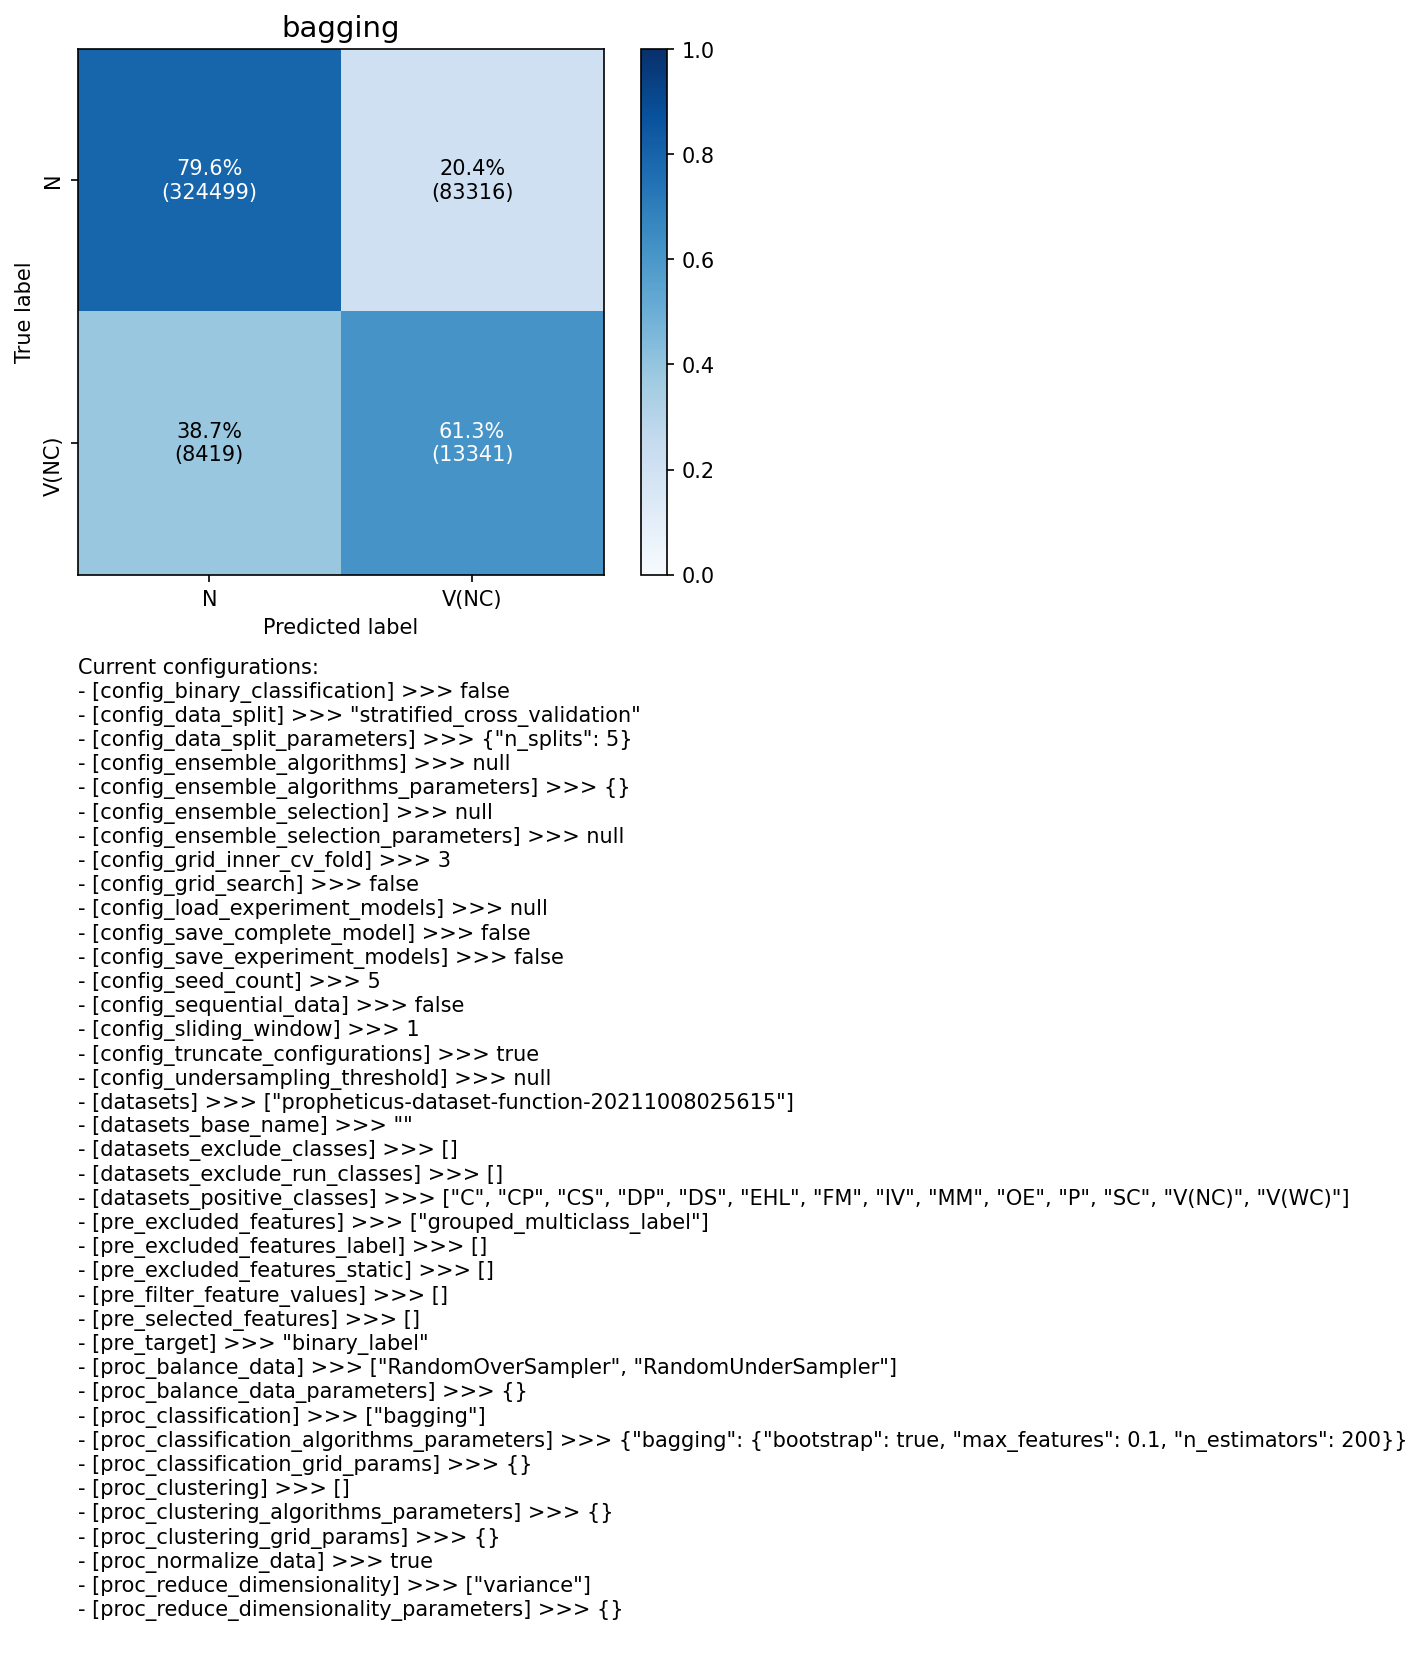 bagging
79.6%
(324499)
20.4%
(83316)
38.7%
(8419)
61.3%
(13341)
N
V(NC)
True label
N
V(NC)
Predicted label
1.0
0.8
0.6
0.4
0.2
0.0
Current configurations:
- [config_binary_classification] >>> false
- [config_data_split] >>> "stratified_cross_validation"
- [config_data_split_parameters] >>> {"n_splits": 5}
- [config_ensemble_algorithms] >>> null
- [config_ensemble_algorithms_parameters] >>> {}
- [config_ensemble_selection] >>> null
- [config_ensemble_selection_parameters] >>> null
- [config_grid_inner_cv_fold] >>> 3
- [config_grid_search] >>> false
- [config_load_experiment_models] >>> null
- [config_save_complete_model] >>> false
- [config_save_experiment_models] >>> false
- [config_seed_count] >>> 5
- [config_sequential_data] >>> false
- [config_sliding_window] >>> 1
- [config_truncate_configurations] >>> true
- [config_undersampling_threshold] >>> null
- [datasets] >>> ["propheticus-dataset-function-20211008025615"]
- [datasets_base_name] >>> ""
- [datasets_exclude_classes] >>> []
- [datasets_exclude_run_classes] >>> []
- [datasets_positive_classes] >>> ["C", "CP", "CS", "DP", "DS", "EHL", "FM", "IV", "MM", "OE", "P", "SC", "V(NC)", "V(WC)"]
- [pre_excluded_features] >>> ["grouped_multiclass_label"]
- [pre_excluded_features_label] >>> []
- [pre_excluded_features_static] >>> []
- [pre_filter_feature_values] >>> []
- [pre_selected_features] >>> []
- [pre_target] >>> "binary_label"
- [proc_balance_data] >>> ["RandomOverSampler", "RandomUnderSampler"]
- [proc_balance_data_parameters] >>> {}
- [proc_classification] >>> ["bagging"]
- [proc_classification_algorithms_parameters] >>> {"bagging": {"bootstrap": true, "max_features": 0.1, "n_estimators": 200}}
- [proc_classification_grid_params] >>> {}
- [proc_clustering] >>> []
- [proc_clustering_algorithms_parameters] >>> {}
- [proc_clustering_grid_params] >>> {}
- [proc_normalize_data] >>> true
- [proc_reduce_dimensionality] >>> ["variance"]
- [proc_reduce_dimensionality_parameters] >>> {}